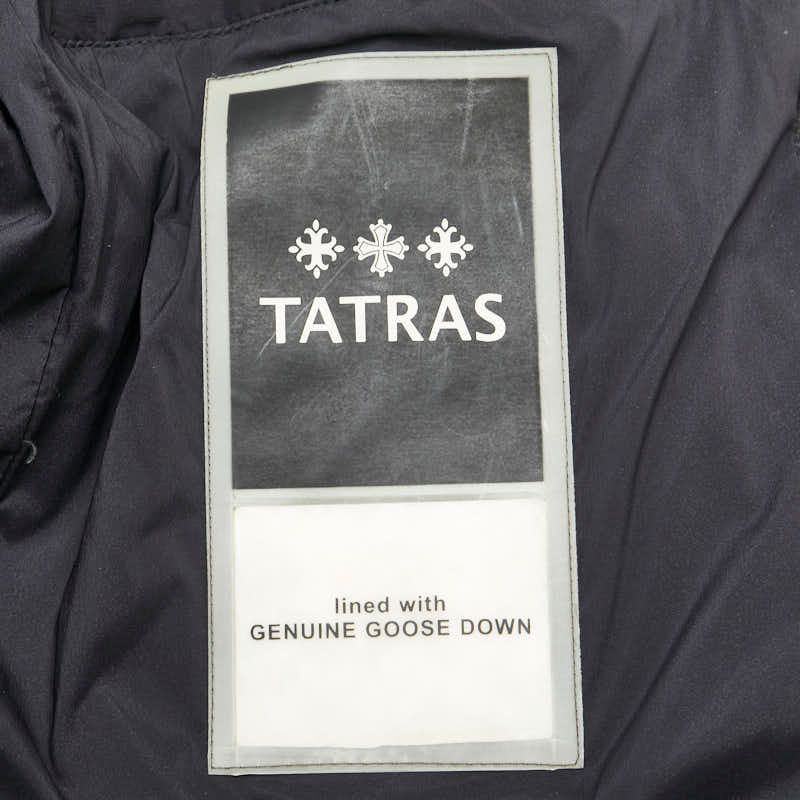 TATRAS
lined with
GENUINE GOOSE DOWN